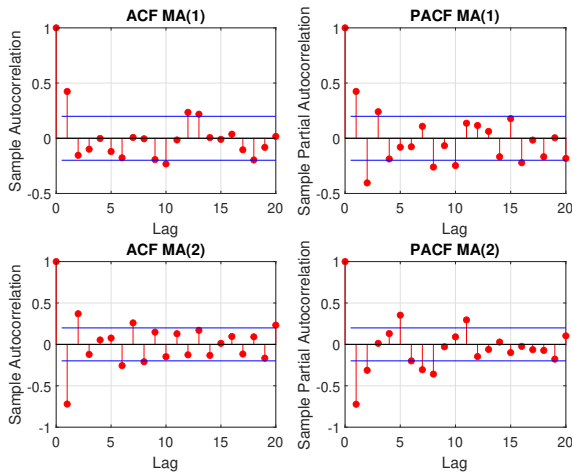 ACF MA(1)
1
0.5
0
-0.5
0 5 10 15 20
Lag
Sample Autocorrelation
PACF MA(1)
1
0.5
0
-0.5
0 5 10 15 20
Lag
Sample Partial Autocorrelation
ACF MA(2)
1
0.5
0
-0.5
-1
0 5 10 15 20
Lag
Sample Autocorrelation
PACF MA(2)
1
0.5
0
-0.5
-1
0 5 10 15 20
Lag
Sample Partial Autocorrelation